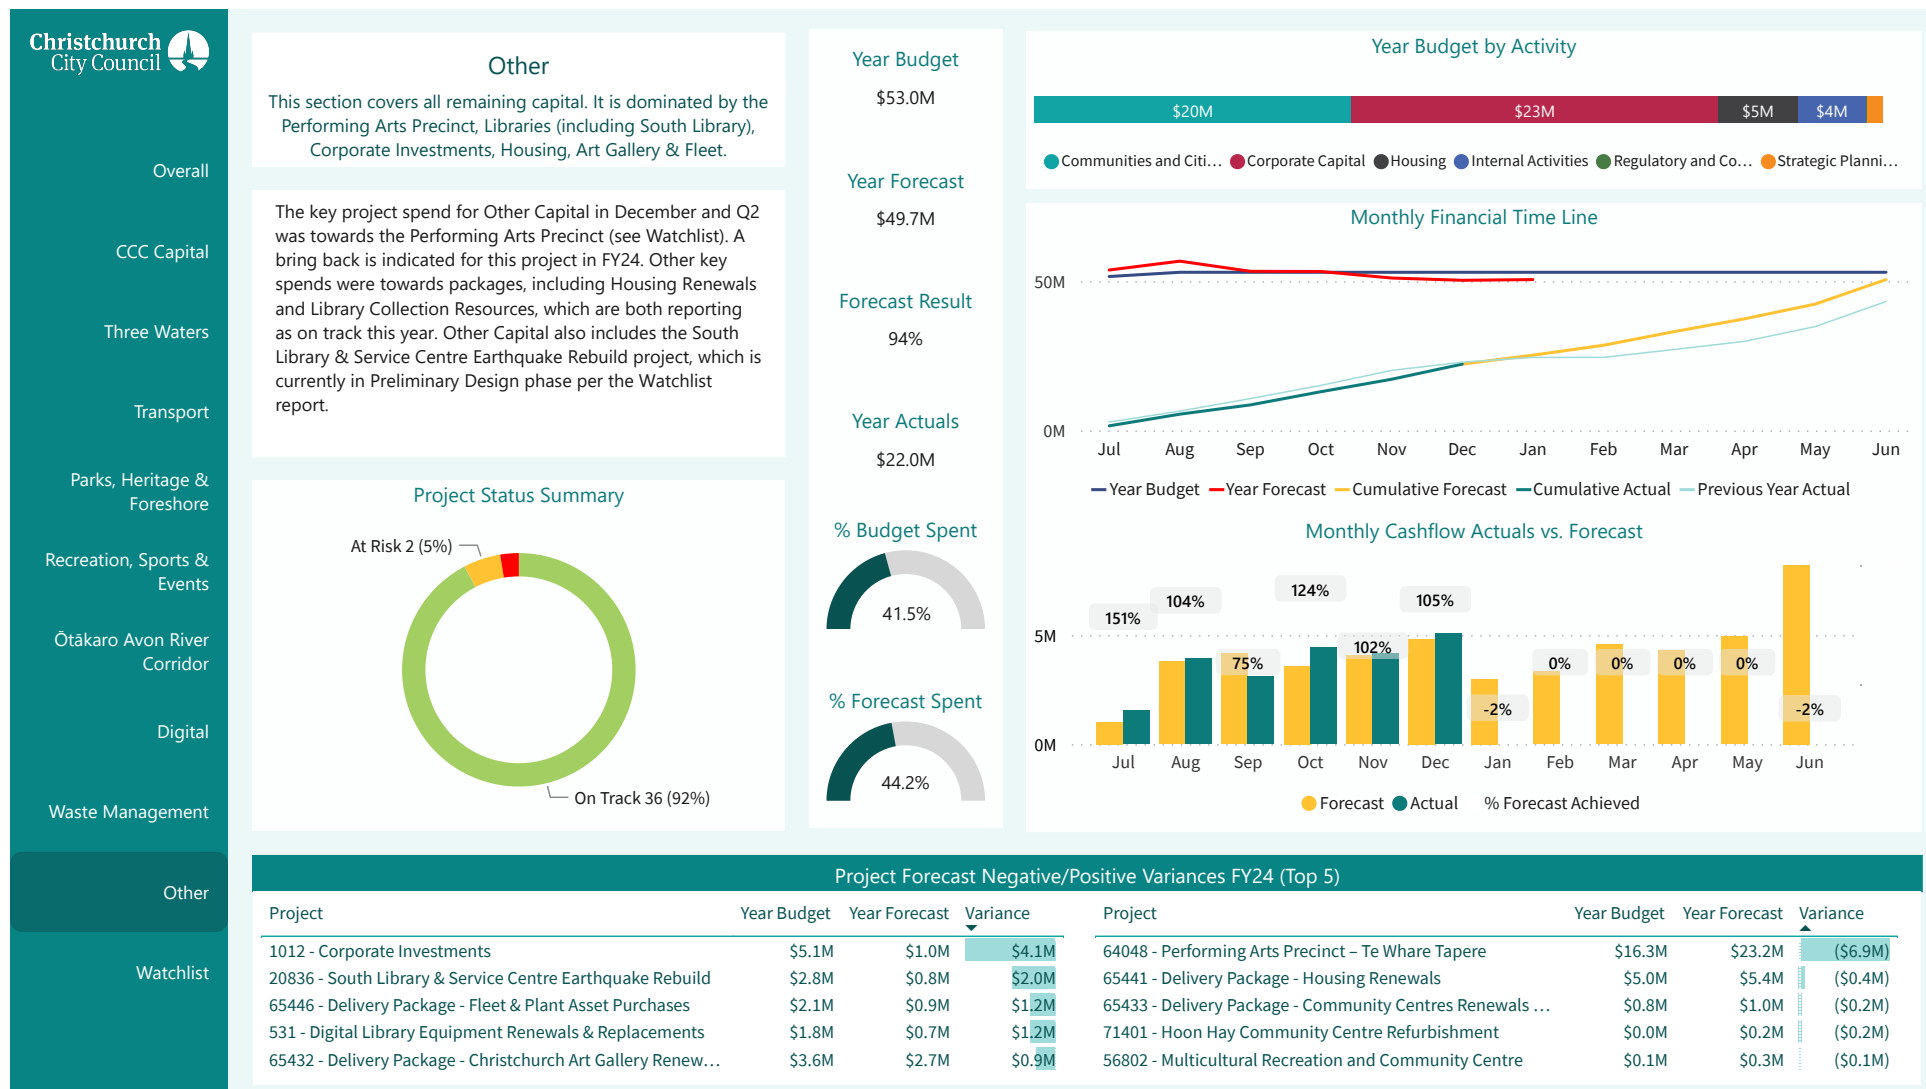 Christchurch
City Council
Overall
CCC Capital
Three Waters
Transport
Parks, Heritage &
Foreshore
Recreation, Sports &
Events
Ōtākaro Avon River
Corridor
Digital
Waste Management
Other
Watchlist
Other
This section covers all remaining capital. It is dominated by the
Performing Arts Precinct, Libraries (including South Library),
Corporate Investments, Housing, Art Gallery & Fleet.
The key project spend for Other Capital in December and Q2
was towards the Performing Arts Precinct (see Watchlist). A
bring back is indicated for this project in FY24. Other key
spends were towards packages, including Housing Renewals
and Library Collection Resources, which are both reporting
as on track this year. Other Capital also includes the South
Library & Service Centre Earthquake Rebuild project, which is
currently in Preliminary Design phase per the Watchlist
report.
Project Status Summary
At Risk 2 (5%)
On Track 36 (92%)
Year Budget
$53.0M
Year Forecast
$49.7M
Forecast Result
94%
Year Actuals
$22.0M
% Budget Spent
41.5%
% Forecast Spent
44.2%
Year Budget by Activity
$20M $23M $5M $4M
Communities and Citi… Corporate Capital Housing Internal Activities Regulatory and Co… Strategic Planni…
Monthly Financial Time Line
50M
0M
Jul Aug Sep Oct Nov Dec Jan Feb Mar Apr May Jun
Year Budget Year Forecast Cumulative Forecast Cumulative Actual Previous Year Actual
Monthly Cashflow Actuals vs. Forecast
151% 104% 75% 124% 102% 105% -2% 0% 0% 0% 0% -2%
5M
0M
Jul Aug Sep Oct Nov Dec Jan Feb Mar Apr May Jun
Forecast Actual % Forecast Achieved
Project Forecast Negative/Positive Variances FY24 (Top 5)
Project Year Budget Year Forecast Variance
1012 - Corporate Investments $5.1M $1.0M $4.1M
20836 - South Library & Service Centre Earthquake Rebuild $2.8M $0.8M $2.0M
65446 - Delivery Package - Fleet & Plant Asset Purchases $2.1M $0.9M $1.2M
531 - Digital Library Equipment Renewals & Replacements $1.8M $0.7M $1.2M
65432 - Delivery Package - Christchurch Art Gallery Renew… $3.6M $2.7M $0.9M
Project Year Budget Year Forecast Variance
64048 - Performing Arts Precinct – Te Whare Tapere $16.3M $23.2M ($6.9M)
65441 - Delivery Package - Housing Renewals $5.0M $5.4M ($0.4M)
65433 - Delivery Package - Community Centres Renewals … $0.8M $1.0M ($0.2M)
71401 - Hoon Hay Community Centre Refurbishment $0.0M $0.2M ($0.2M)
56802 - Multicultural Recreation and Community Centre $0.1M $0.3M ($0.1M)